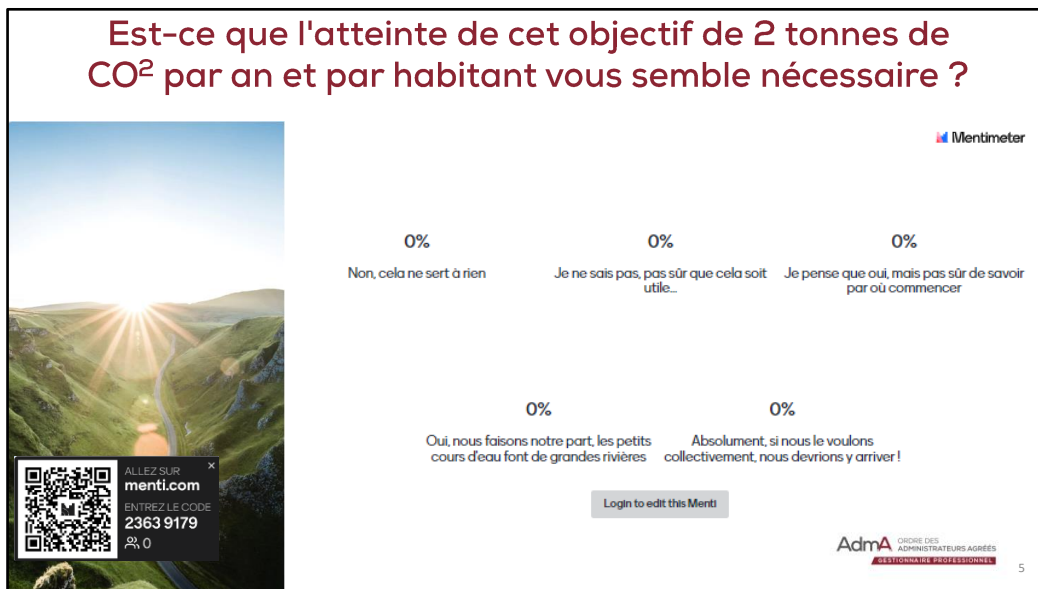 Est-ce que l'atteinte de cet objectif de 2 tonnes de
CO² par an et par habitant vous semble nécessaire ?
Mentimeter
0%
Non, cela ne sert à rien
0%
Je ne sais pas, pas sûr que cela soit
utile...
0%
Je pense que oui, mais pas sûr de savoir
par où commencer
0%
Oui, nous faisons notre part, les petits
cours d'eau font de grandes rivières
0%
Absolument, si nous le voulons
collectivement, nous devrions y arriver !
Login to edit this Menti
ALLEZ SUR
menti.com
ENTREZ LE CODE
2363 9179
0
AdmA
ORDRE DES
ADMINISTRATEURS AGRÉÉS
GESTIONNAIRE PROFESSIONNEL
5